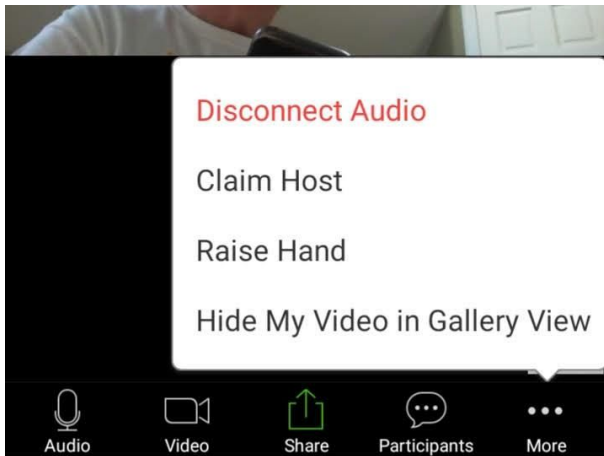 Disconnect Audio
Claim Host
Raise Hand
Hide My Video in Gallery View
Audio Video Share Participants More